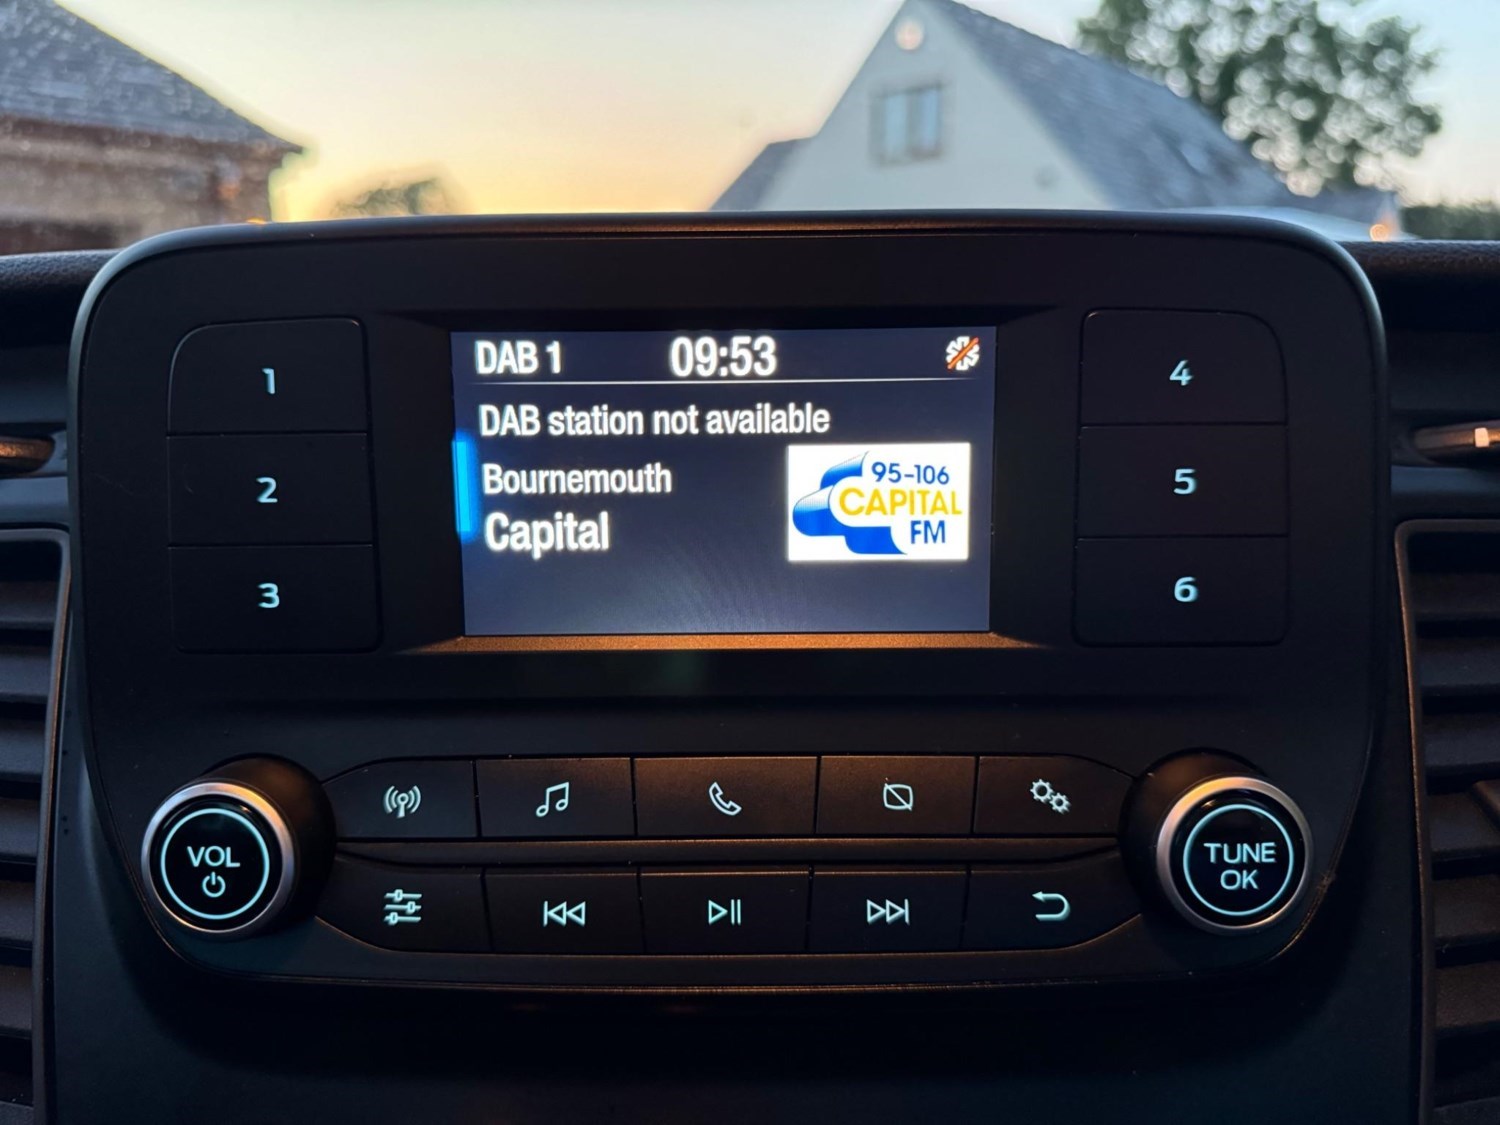 DAB 1 09:53
DAB station not available
Bournemouth
Capital
95-106
CAPITAL
FM
1
2
3
4
5
6
VOL
TUNE
OK